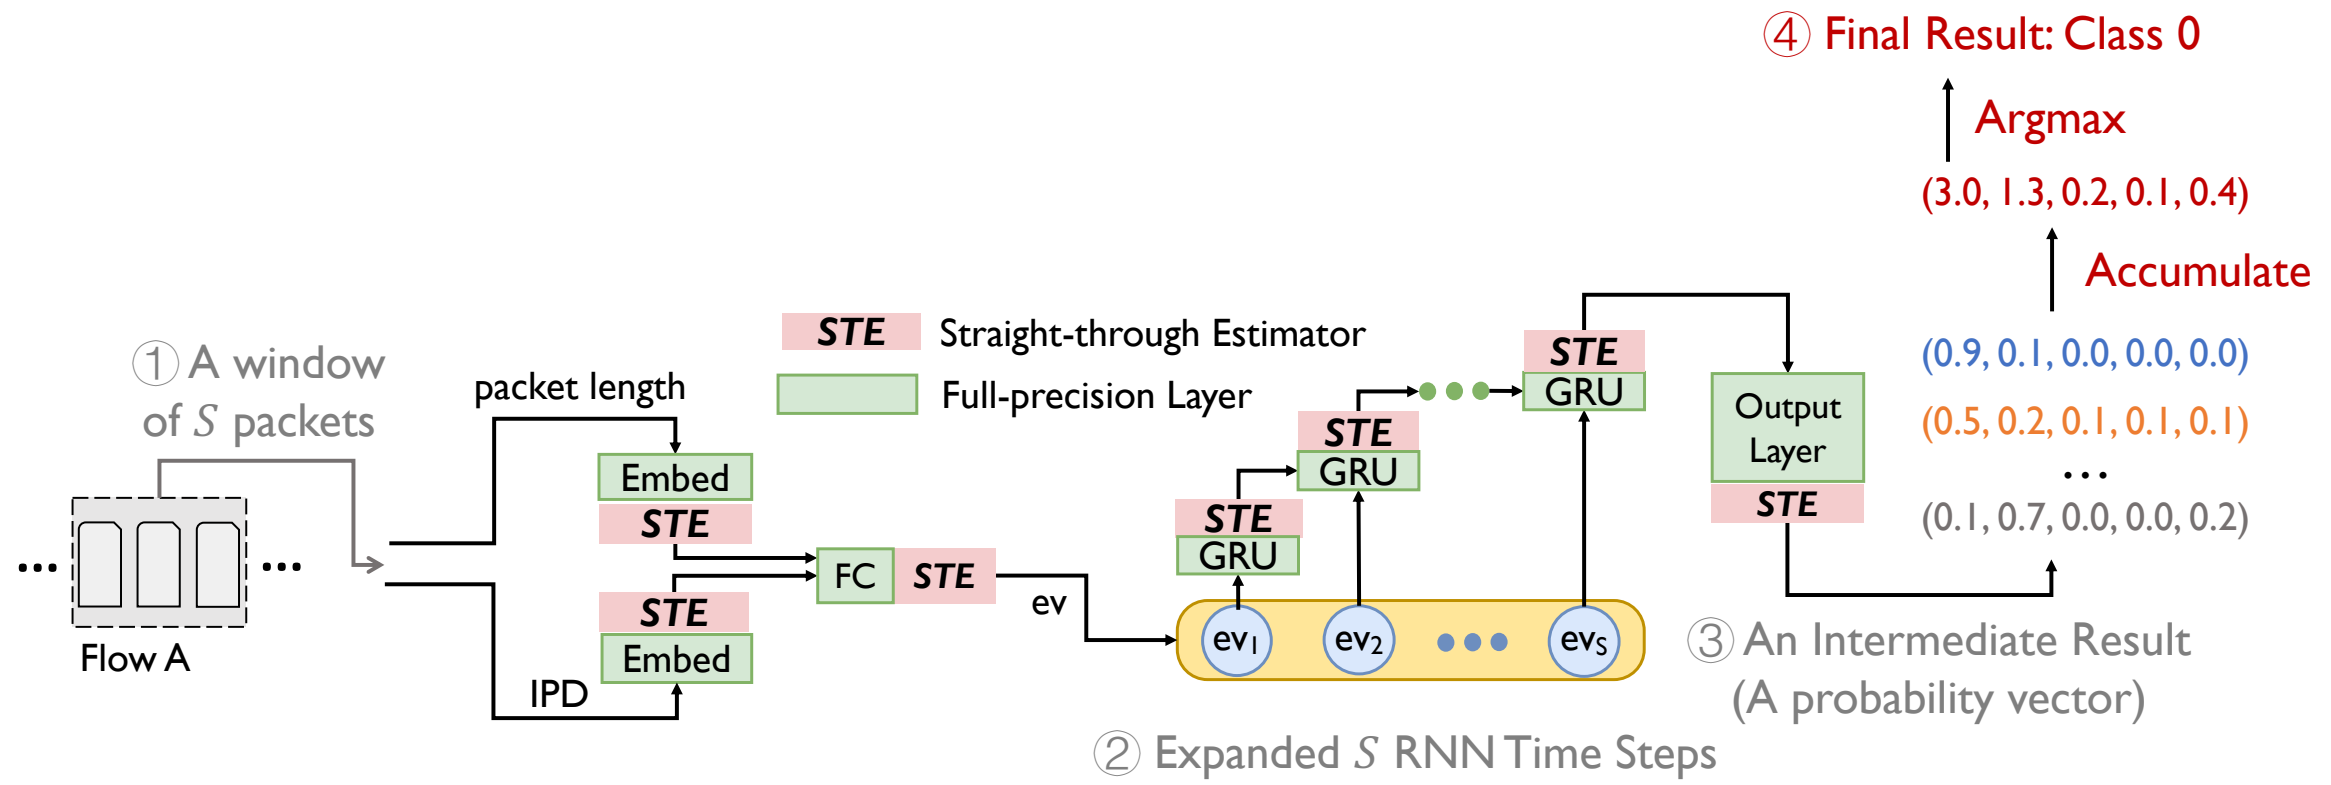 ④ Final Result: Class 0
Argmax
(3.0, 1.3, 0.2, 0.1, 0.4)
Accumulate
(0.9, 0.1, 0.0, 0.0, 0.0)
(0.5, 0.2, 0.1, 0.1, 0.1)
...
(0.1, 0.7, 0.0, 0.0, 0.2)
STE Straight-through Estimator
Full-precision Layer
① A window
of S packets
...
...
Flow A
packet length
Embed
STE
STE
Embed
IPD
FC STE
ev
STE
GRU
STE
GRU
STE
GRU
ev1
ev2
evS
② Expanded S RNN Time Steps
Output
Layer
STE
③ An Intermediate Result
(A probability vector)